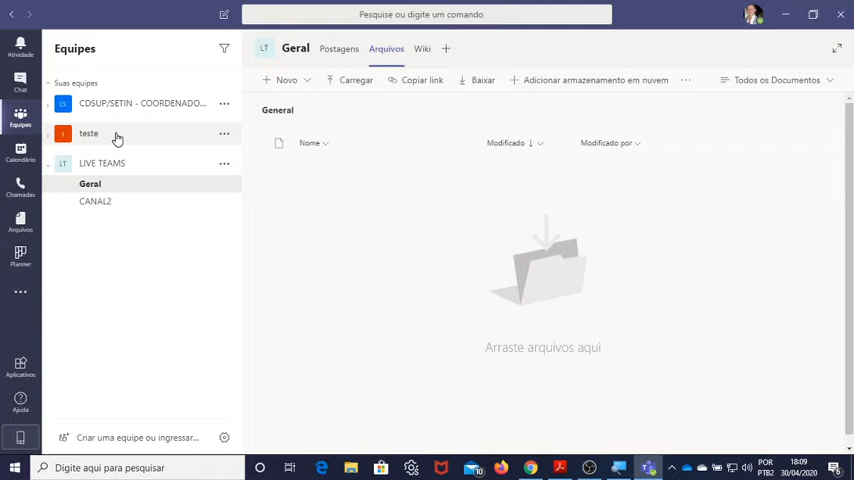 Pesquise ou digite um comando
Atividade
Chat
Equipes
Calendário
Chamadas
Arquivos
Planner
Aplicativos
Ajuda
Equipes
Suas equipes
CS CDSUP/SETIN - COORDENADO...
t teste
LT LIVE TEAMS
Geral
CANAL2
Criar uma equipe ou ingressar...
LT Geral Postagens Arquivos Wiki
Novo Carregar Copiar link Baixar Adicionar armazenamento em nuvem Todos os Documentos
General
Nome Modificado Modificado por
Arraste arquivos aqui
Digite aqui para pesquisar
10
POR
PTB2
18:09
30/04/2020
5